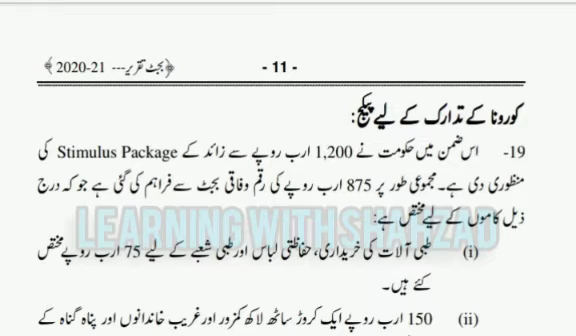 ﴿بجٹ تقریر --- 2020-21﴾ - 11 -
کورونا کے تدارک کے لیے پیکیج:
19- اس ضمن میں حکومت نے 1,200 ارب روپے سے زائد کے Stimulus Package کی
منظوری دی ہے۔ مجموعی طور پر 875 ارب روپے کی رقم وفاقی بجٹ سے فراہم کی گئی ہے جو کہ درج
ذیل کاموں کے لیے مختص ہے:
LEARNING WITH SHAHZAD
(i) طبی آلات کی خریداری، حفاظتی لباس اور طبی شعبے کے لیے 75 ارب روپے مختص
کئے ہیں۔
(ii) 150 ارب روپے ایک کروڑ ساٹھ لاکھ کمزور اور غریب خاندانوں اور پناہ گناہ کے